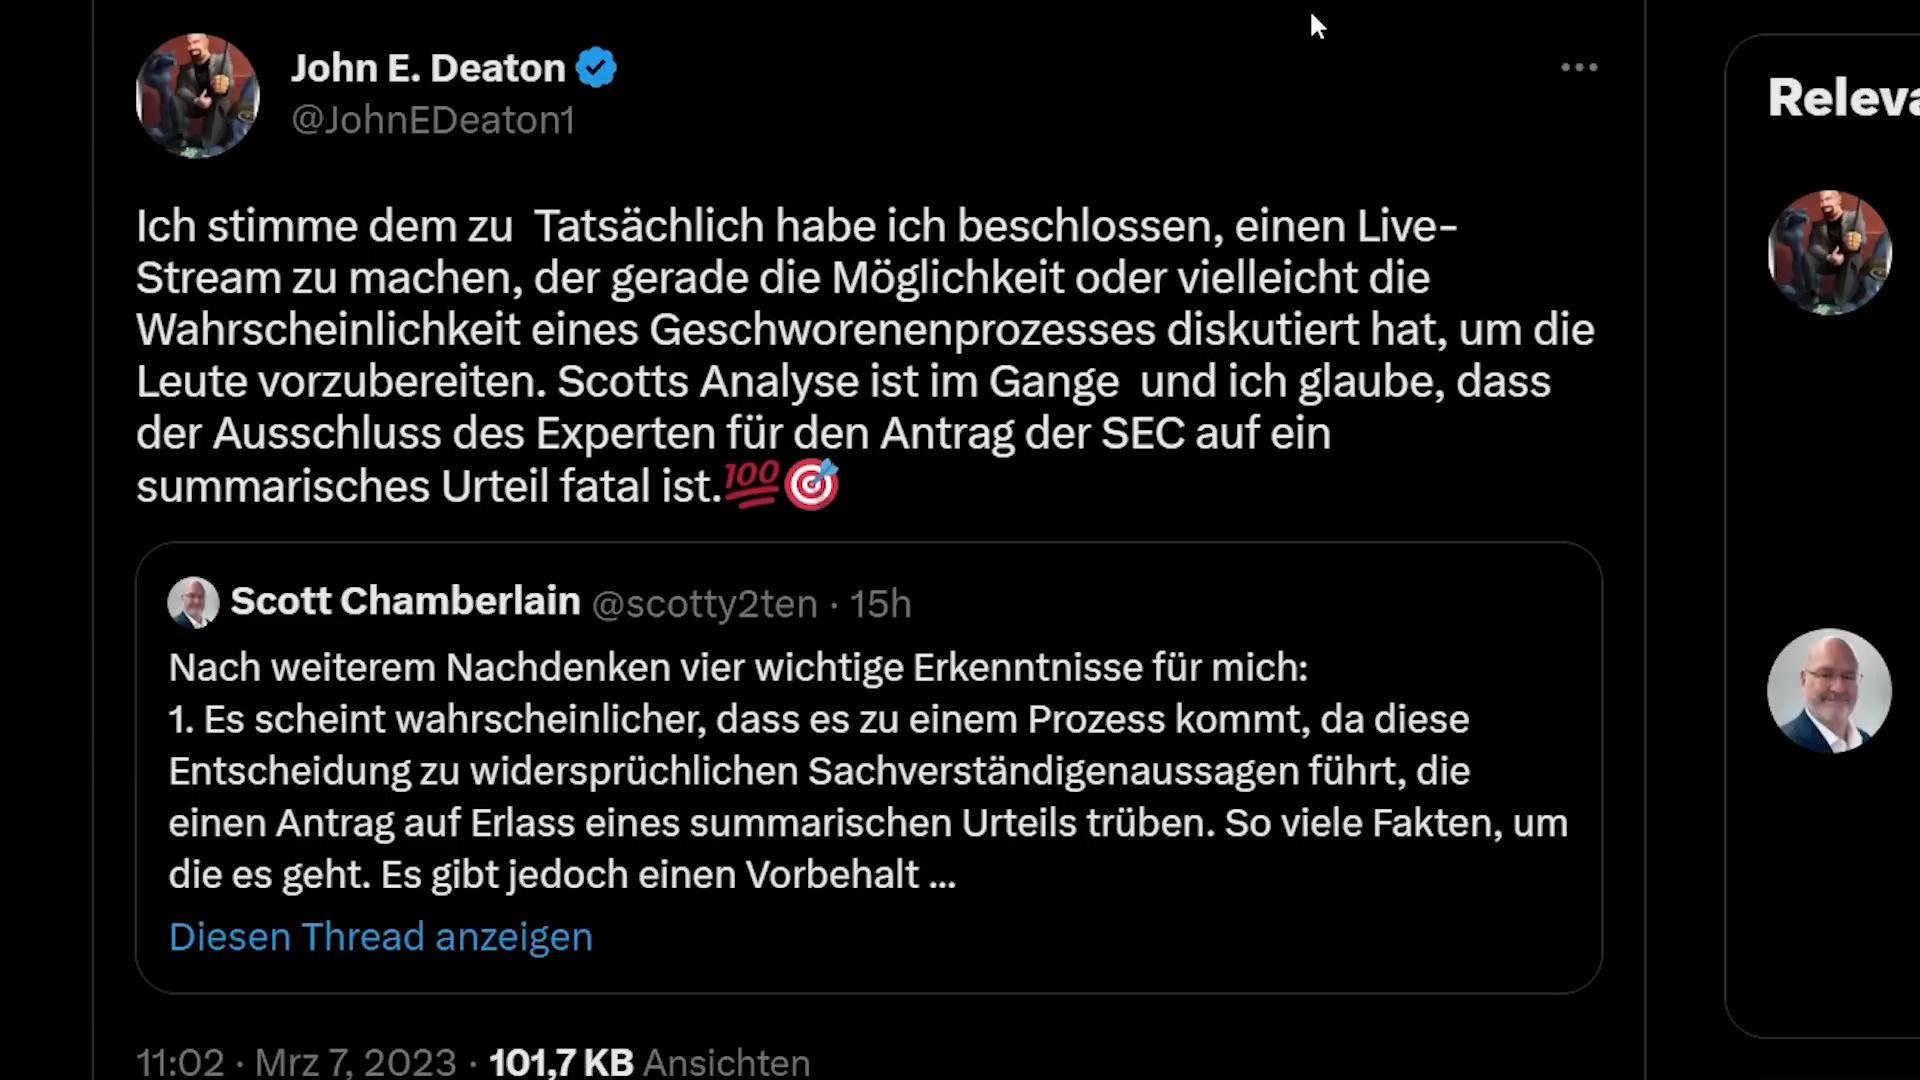 John E. Deaton
@JohnEDeaton1
Ich stimme dem zu  Tatsächlich habe ich beschlossen, einen Live-
Stream zu machen, der gerade die Möglichkeit oder vielleicht die
Wahrscheinlichkeit eines Geschworenenprozesses diskutiert hat, um die
Leute vorzubereiten. Scotts Analyse ist im Gange  und ich glaube, dass
der Ausschluss des Experten für den Antrag der SEC auf ein
summarisches Urteil fatal ist.💯🎯
Scott Chamberlain @scotty2ten · 15h
Nach weiterem Nachdenken vier wichtige Erkenntnisse für mich:
1. Es scheint wahrscheinlicher, dass es zu einem Prozess kommt, da diese
Entscheidung zu widersprüchlichen Sachverständigenaussagen führt, die
einen Antrag auf Erlass eines summarischen Urteils trüben. So viele Fakten, um
die es geht. Es gibt jedoch einen Vorbehalt ...
Diesen Thread anzeigen
11:02 · Mrz 7, 2023 · 101,7 KB Ansichten
Releva